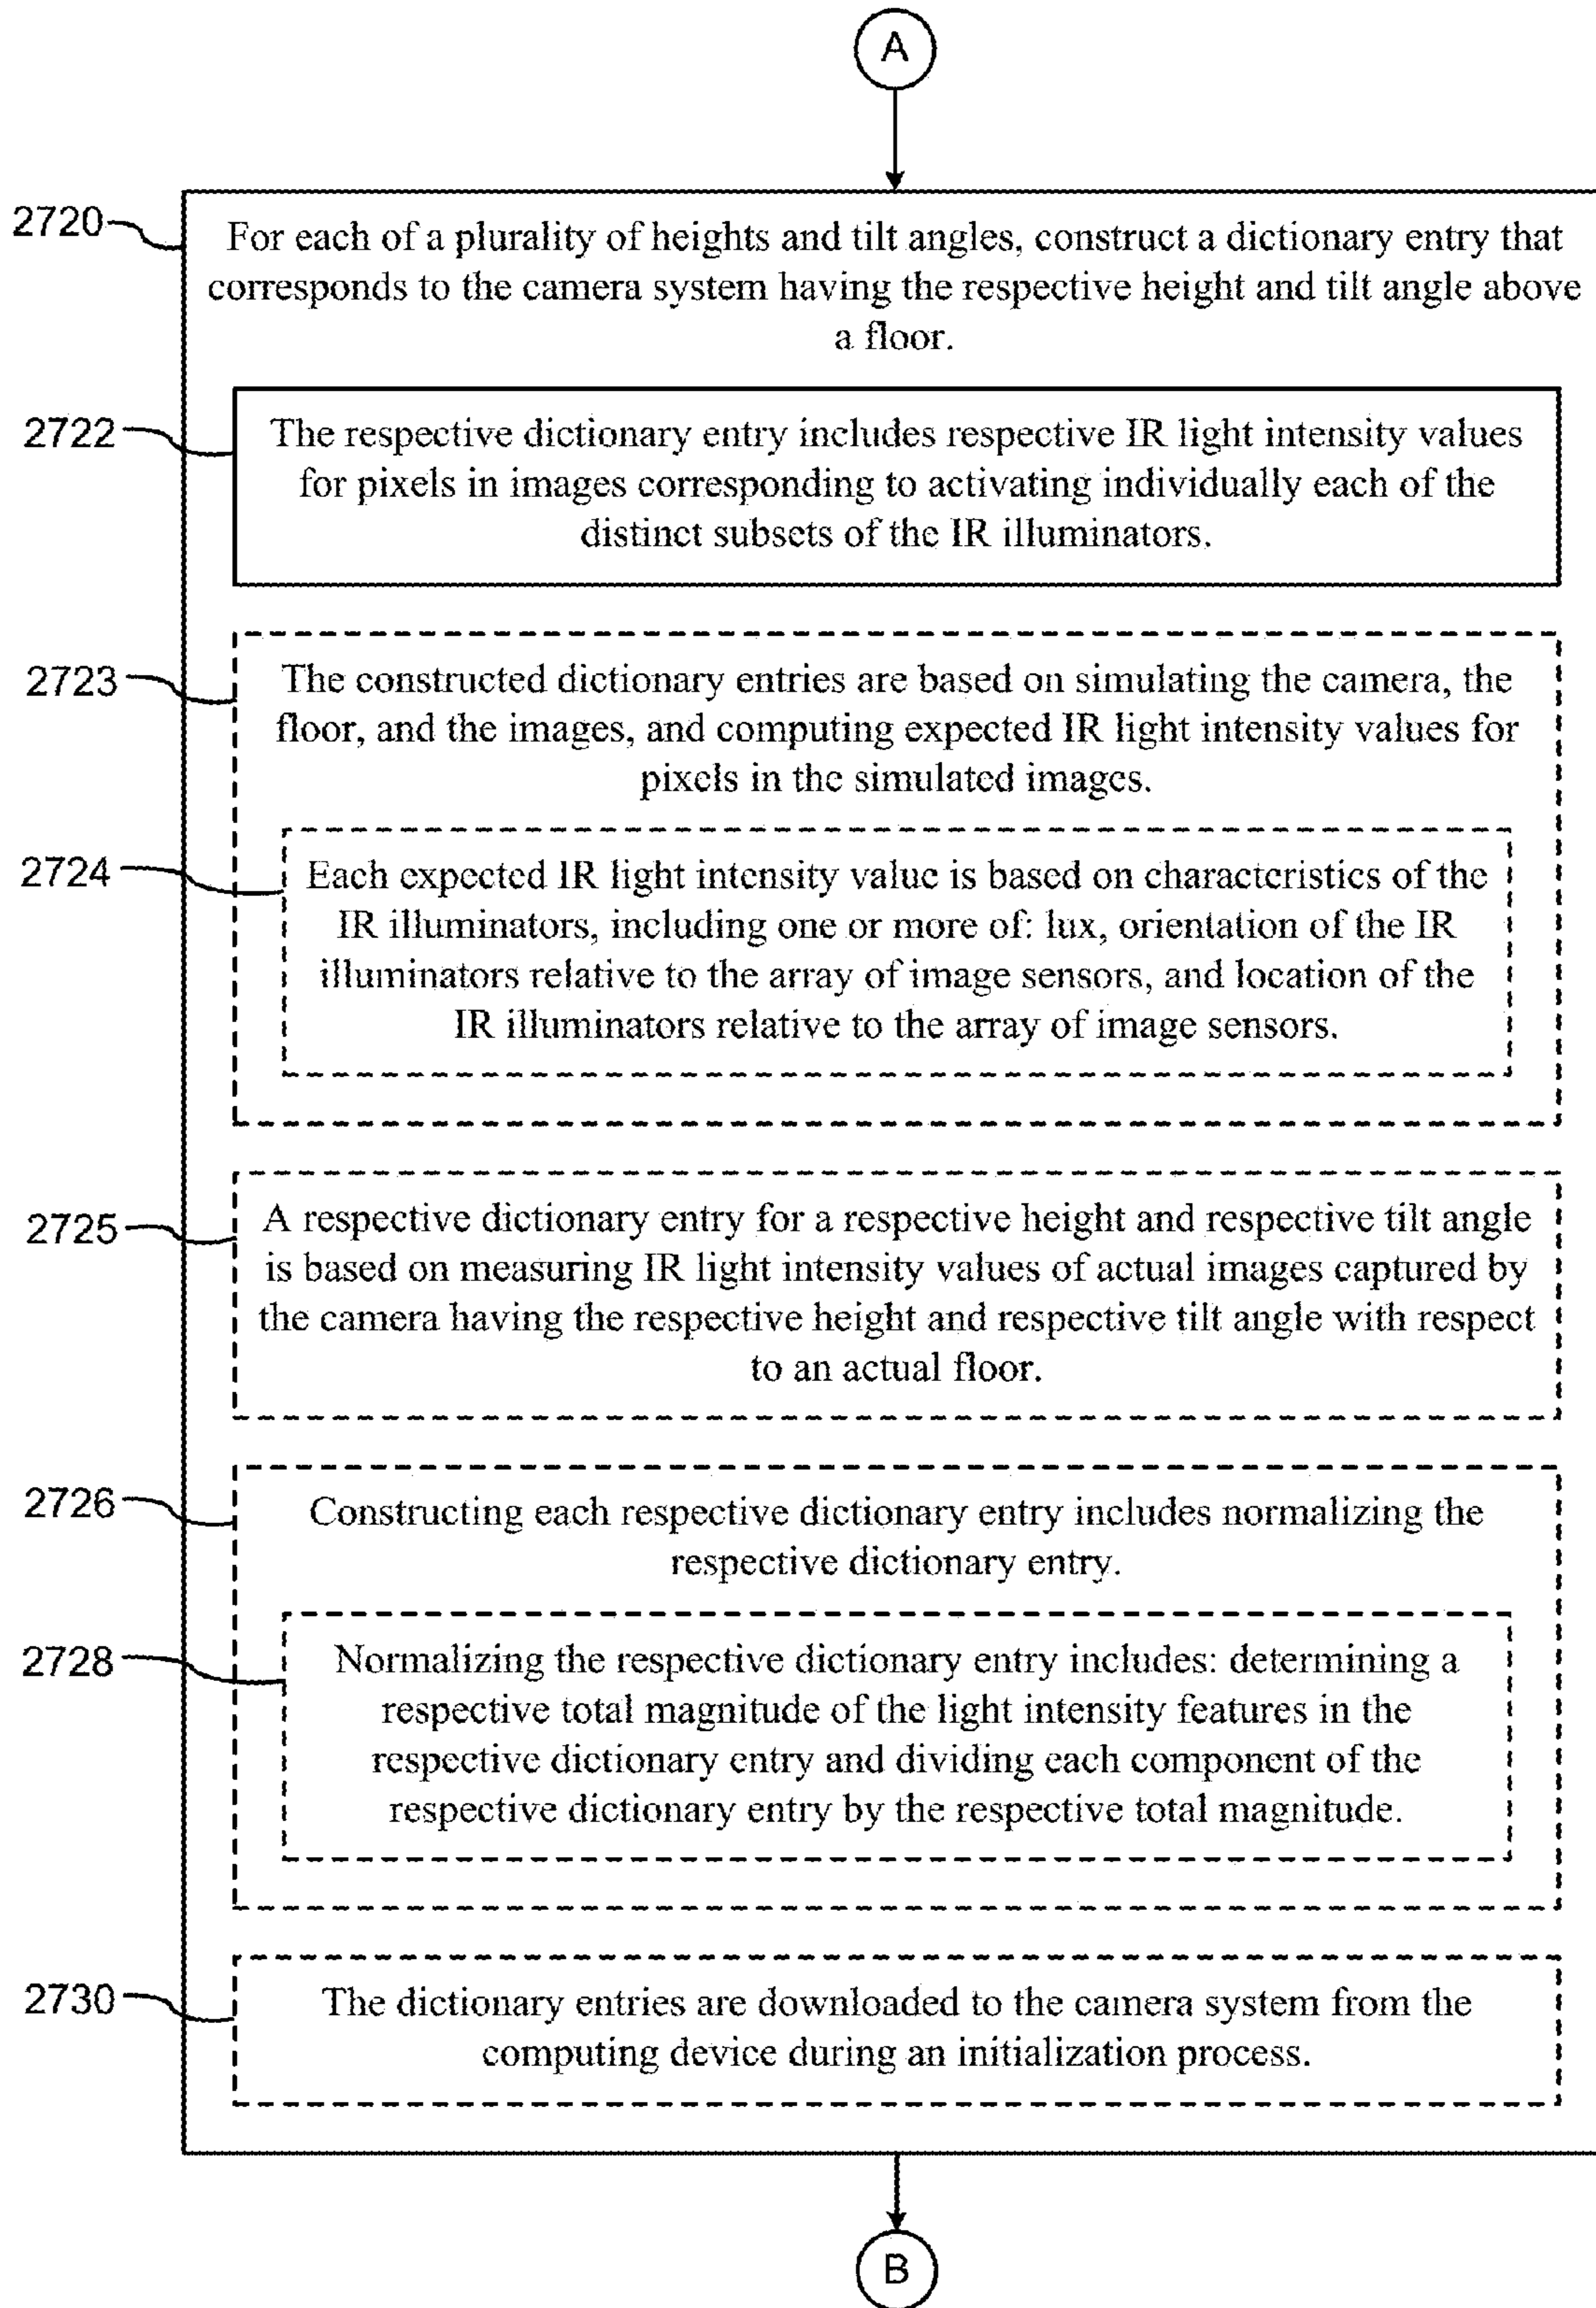 A
2720
For each of a plurality of heights and tilt angles, construct a dictionary entry that
corresponds to the camera system having the respective height and tilt angle above
a floor.
2722
The respective dictionary entry includes respective IR light intensity values
for pixels in images corresponding to activating individually each of the
distinct subsets of the IR illuminators.
2723
The constructed dictionary entries are based on simulating the camera, the
floor, and the images, and computing expected IR light intensity values for
pixels in the simulated images.
2724
Each expected IR light intensity value is based on characteristics of the
IR illuminators, including one or more of: lux, orientation of the IR
illuminators relative to the array of image sensors, and location of the
IR illuminators relative to the array of image sensors.
2725
A respective dictionary entry for a respective height and respective tilt angle
is based on measuring IR light intensity values of actual images captured by
the camera having the respective height and respective tilt angle with respect
to an actual floor.
2726
Constructing each respective dictionary entry includes normalizing the
respective dictionary entry.
2728
Normalizing the respective dictionary entry includes: determining a
respective total magnitude of the light intensity features in the
respective dictionary entry and dividing each component of the
respective dictionary entry by the respective total magnitude.
2730
The dictionary entries are downloaded to the camera system from the
computing device during an initialization process.
B